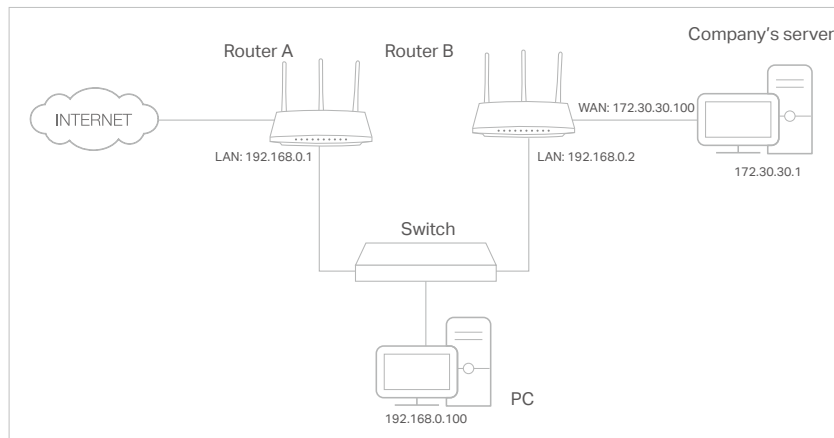 Company's server
Router A
Router B
INTERNET
WAN: 172.30.30.100
LAN: 192.168.0.1
LAN: 192.168.0.2
172.30.30.1
Switch
PC
192.168.0.100